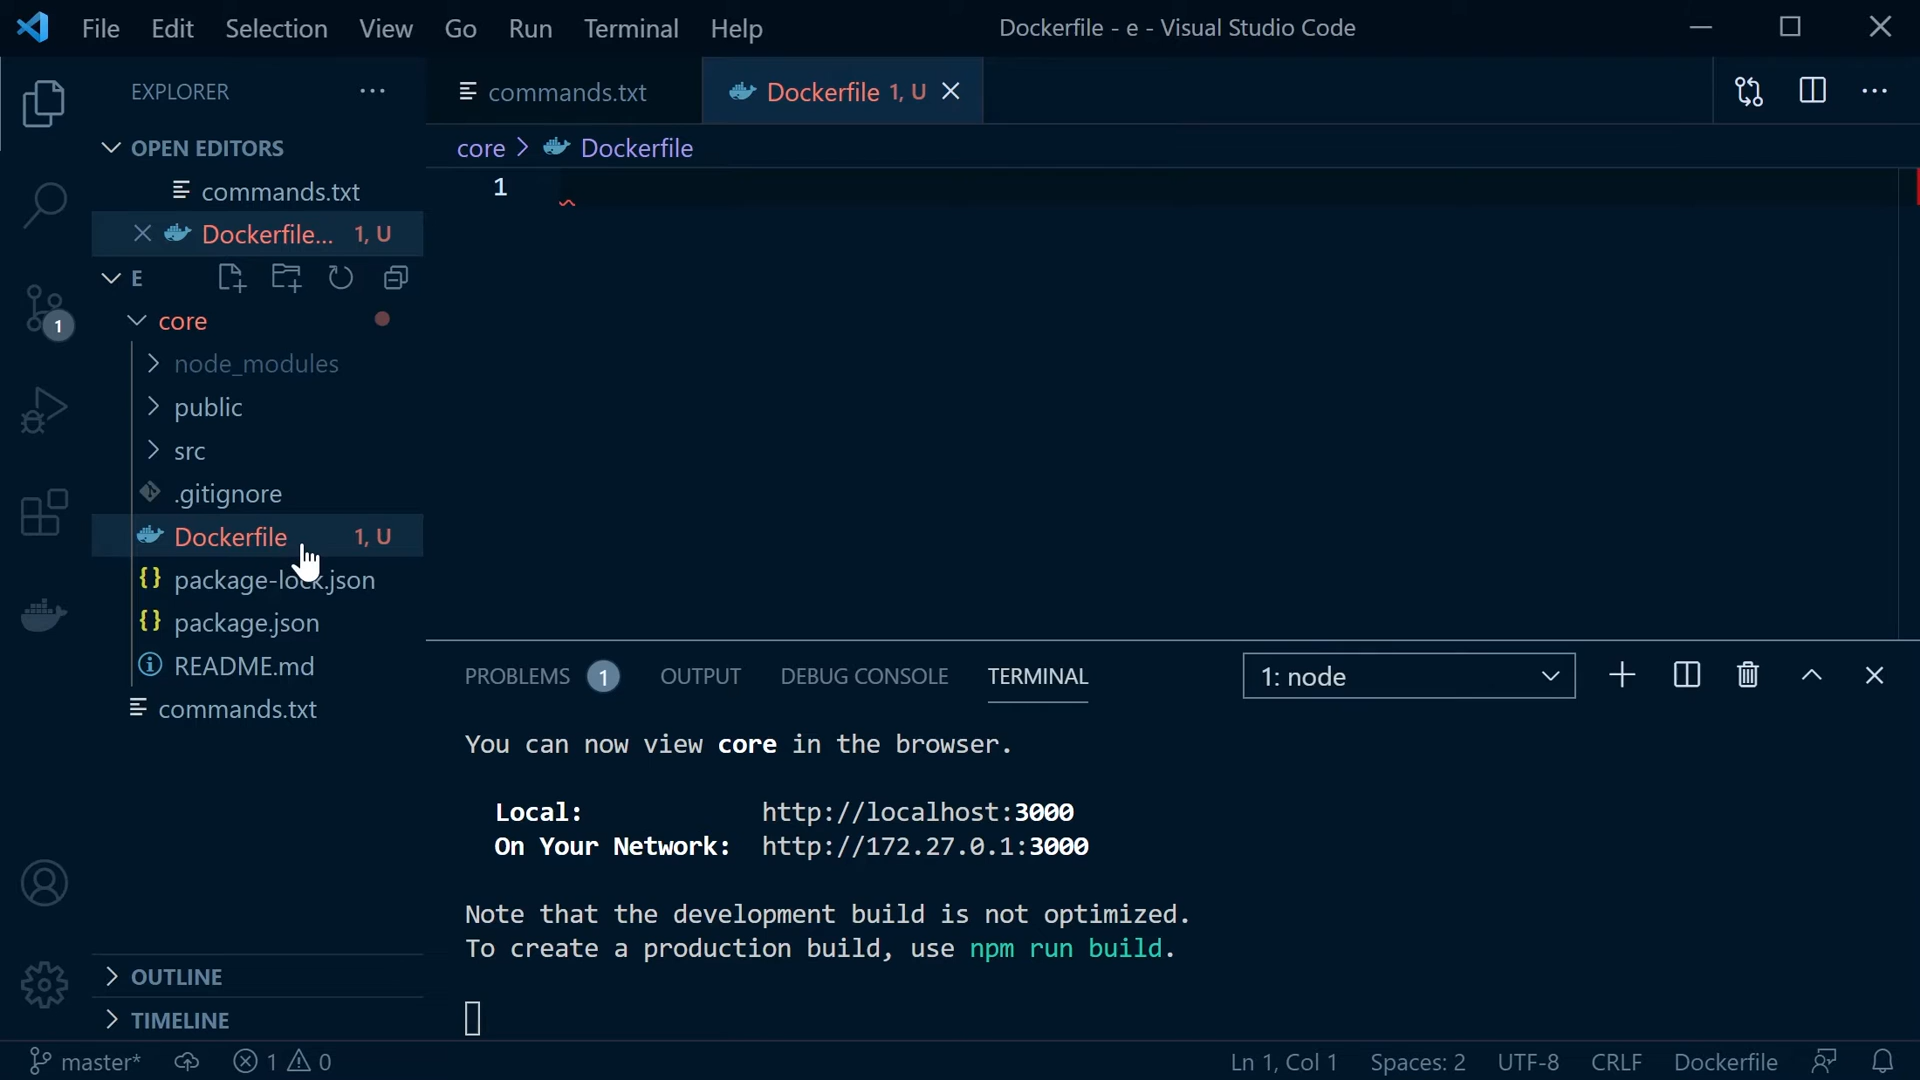 File Edit Selection View Go Run Terminal Help Dockerfile - e - Visual Studio Code
EXPLORER
commands.txt Dockerfile 1, U
OPEN EDITORS
core > Dockerfile
commands.txt
1
Dockerfile... 1, U
E
core
1
node_modules
public
src
.gitignore
Dockerfile 1, U
package-lock.json
package.json
README.md
commands.txt
PROBLEMS 1 OUTPUT DEBUG CONSOLE TERMINAL 1: node
You can now view core in the browser.
Local: http://localhost:3000
On Your Network: http://172.27.0.1:3000
Note that the development build is not optimized.
To create a production build, use npm run build.
OUTLINE
TIMELINE
master* 1 0 Ln 1, Col 1 Spaces: 2 UTF-8 CRLF Dockerfile